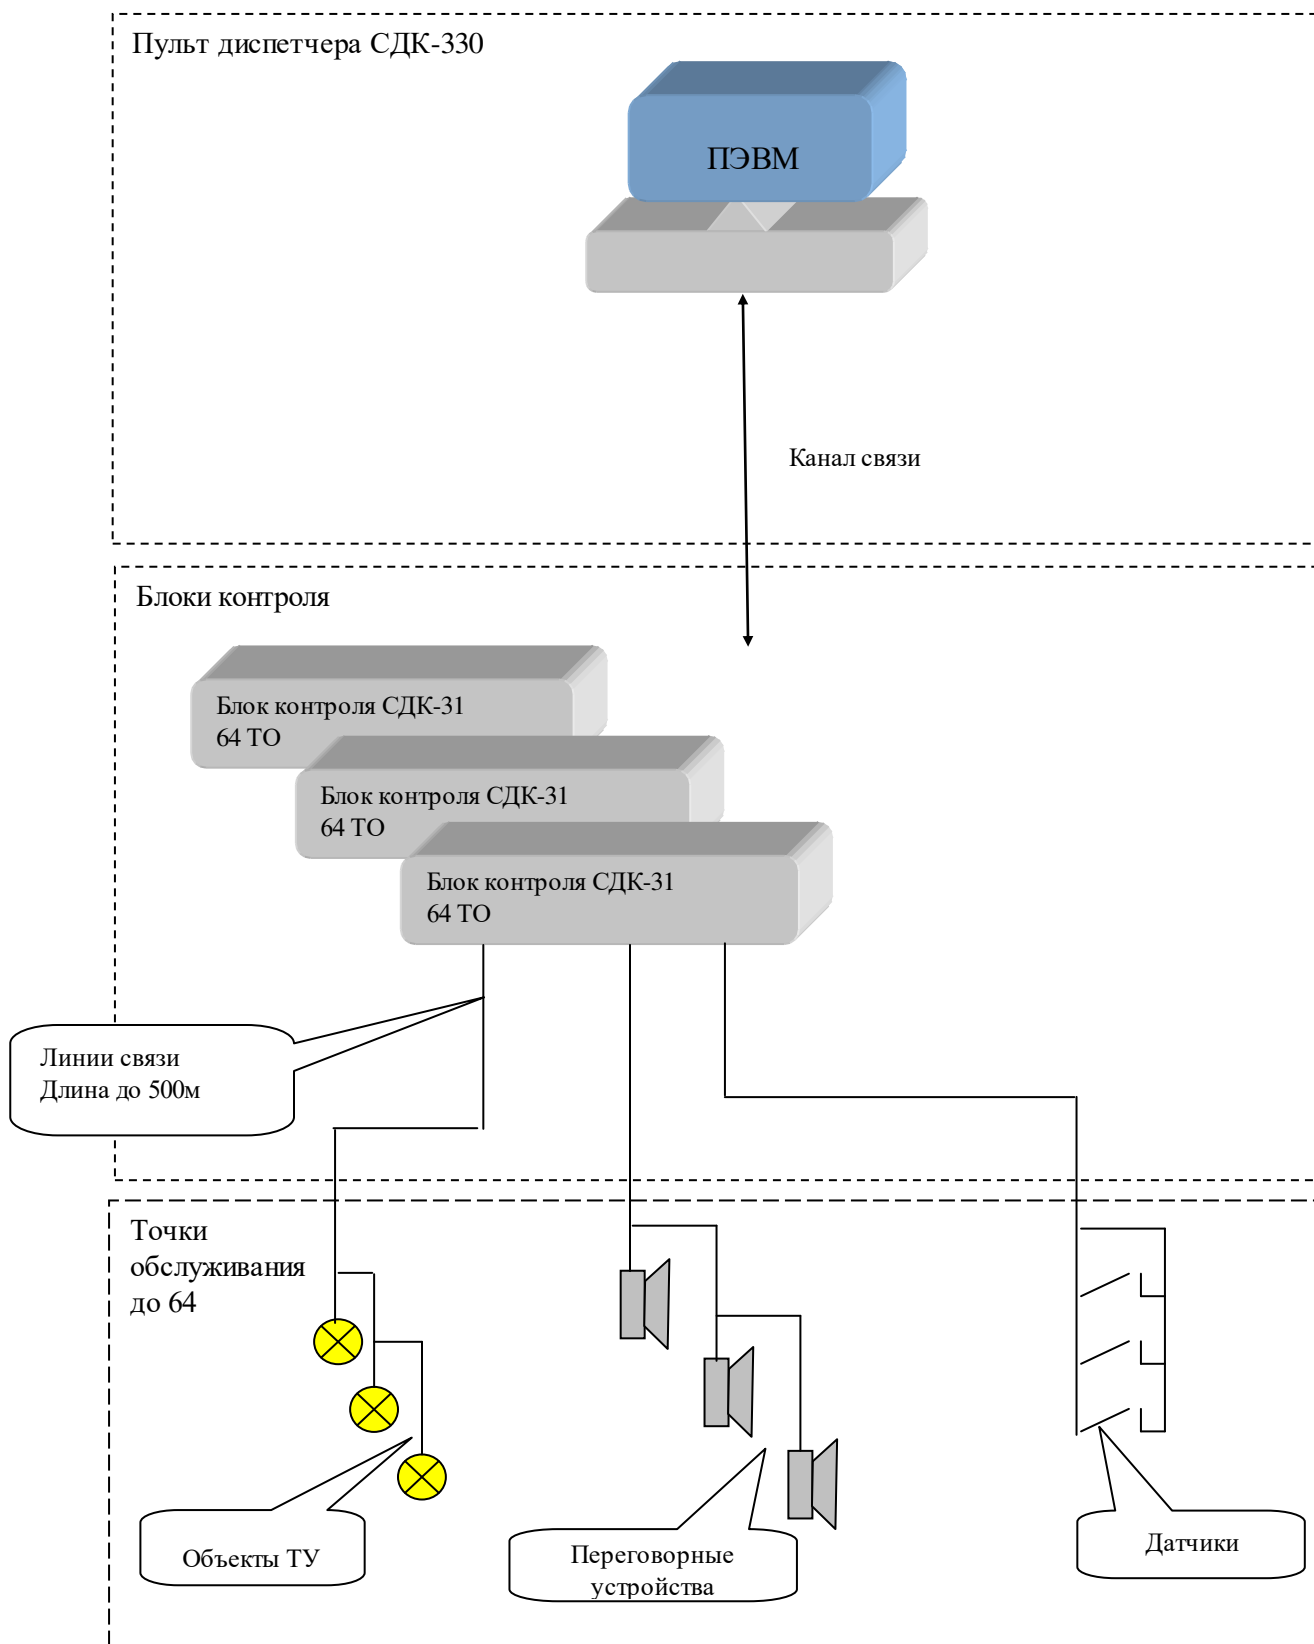 Пульт диспетчера СДК-330
ПЭВМ
Канал связи
Блоки контроля
Блок контроля СДК-31
64 ТО
Блок контроля СДК-31
64 ТО
Блок контроля СДК-31
64 ТО
Линии связи
Длина до 500м
Точки
обслуживания
до 64
Объекты ТУ
Переговорные
устройства
Датчики